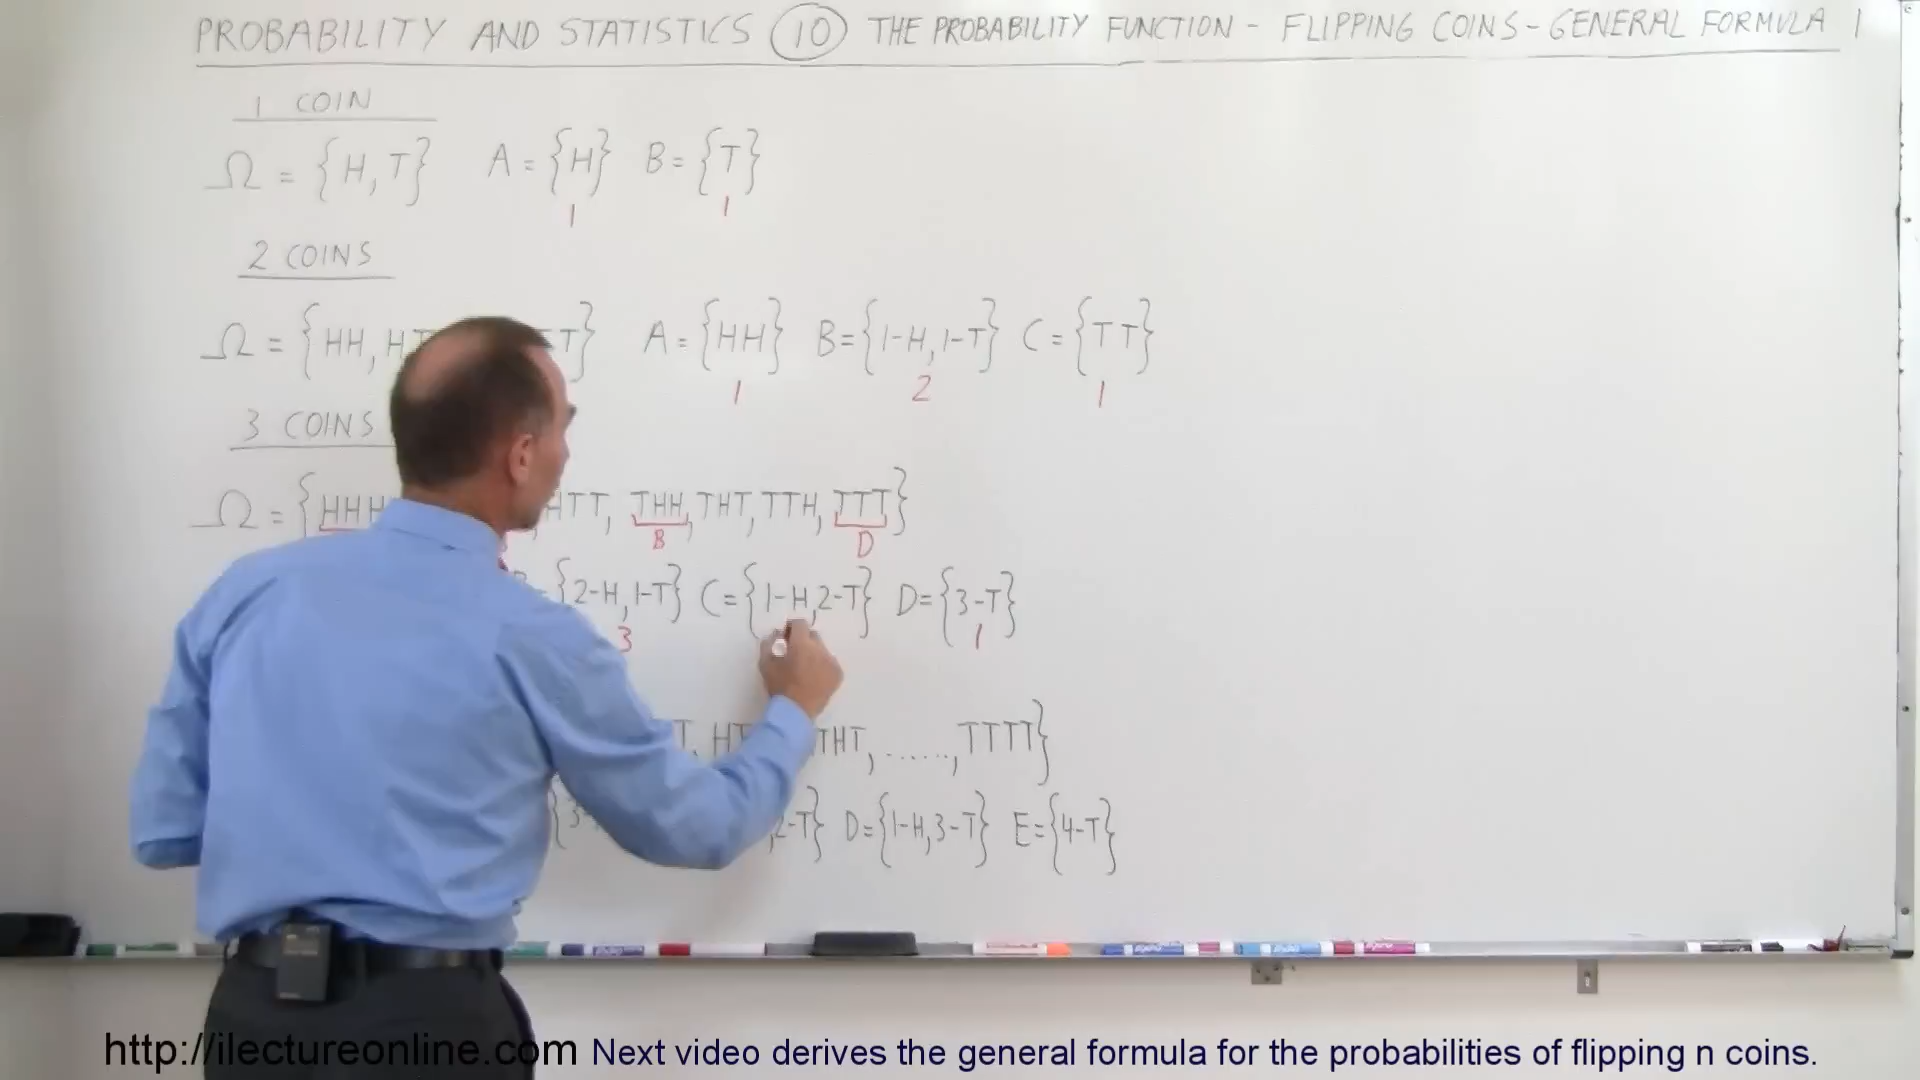 PROBABILITY AND STATISTICS 10 THE PROBABILITY FUNCTION - FLIPPING COINS - GENERAL FORMULA 1
1 COIN
Ω = {H, T} A = {H} B = {T}
1 1
2 COINS
Ω = {HH, T} A = {HH} B = {1-H, 1-T} C = {TT}
1 2 1
3 COINS
Ω = {HHH HTT, THH, THT, TTH, TTT}
B D
= {2-H, 1-T} C = {1-H, 2-T} D = {3-T}
3 1
THT, ......, TTTT}
2-T} D = {1-H, 3-T} E = {4-T}
http://ilectureonline.com Next video derives the general formula for the probabilities of flipping n coins.